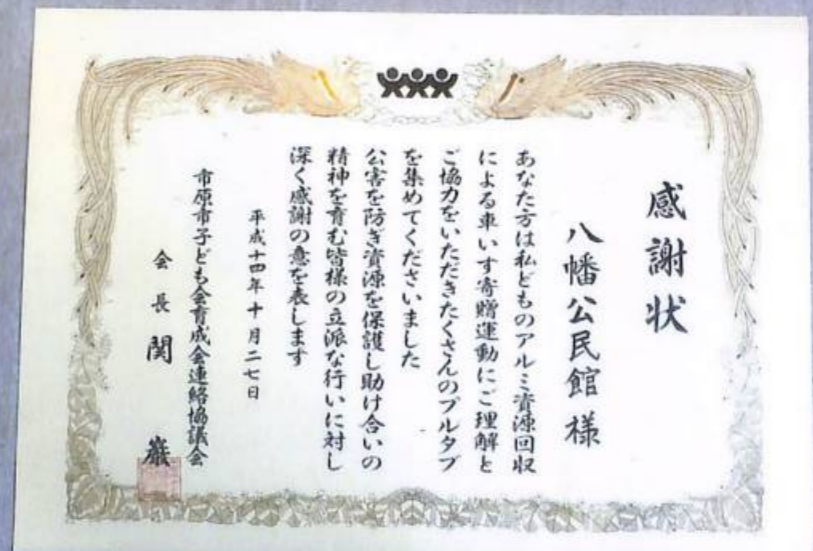 感謝状
八幡公民館 様
あなた方は私どものアルミ資源回収
による車いす寄贈運動にご理解と
ご協力をいただきたくさんのプルタブ
を集めてくださいました
公害を防ぎ資源を保護し助け合いの
精神を育む皆様の立派な行いに対し
深く感謝の意を表します
平成十四年十月二七日
市原市子ども会育成会連絡協議会
会長 関 巌